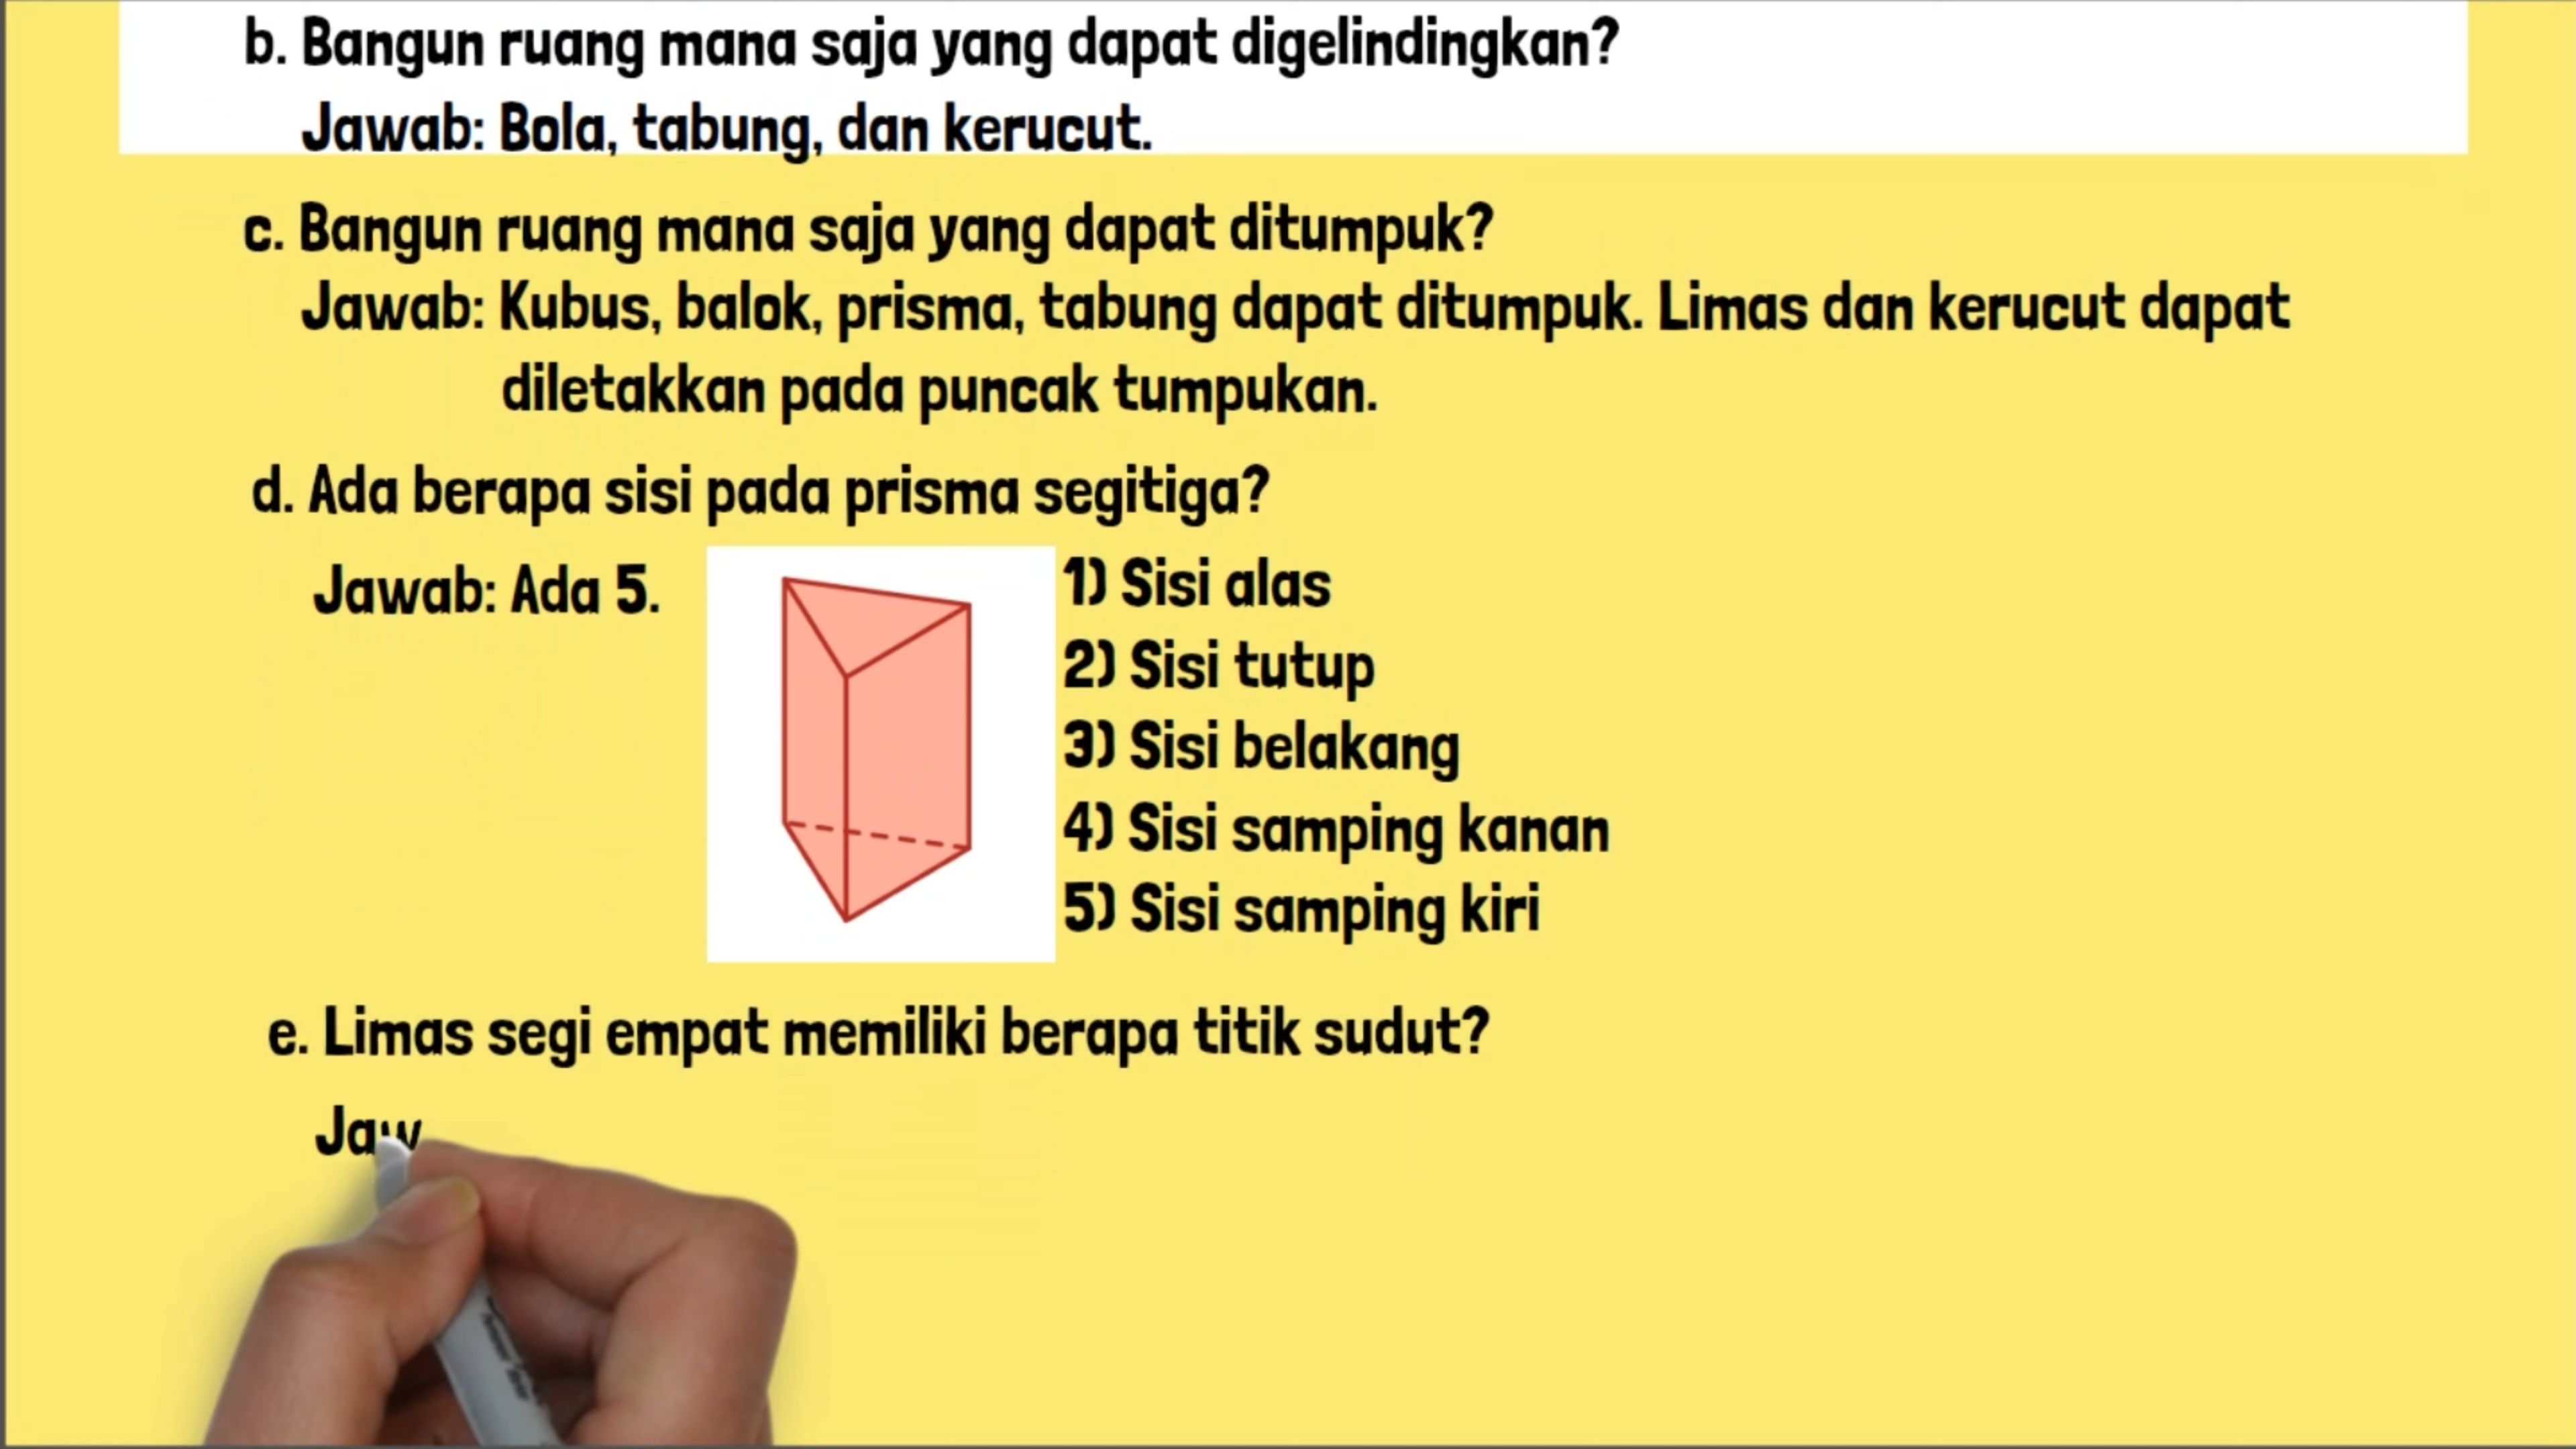 b. Bangun ruang mana saja yang dapat digelindingkan?
Jawab: Bola, tabung, dan kerucut.
c. Bangun ruang mana saja yang dapat ditumpuk?
Jawab: Kubus, balok, prisma, tabung dapat ditumpuk. Limas dan kerucut dapat
diletakkan pada puncak tumpukan.
d. Ada berapa sisi pada prisma segitiga?
Jawab: Ada 5.
1) Sisi alas
2) Sisi tutup
3) Sisi belakang
4) Sisi samping kanan
5) Sisi samping kiri
e. Limas segi empat memiliki berapa titik sudut?
Jaw